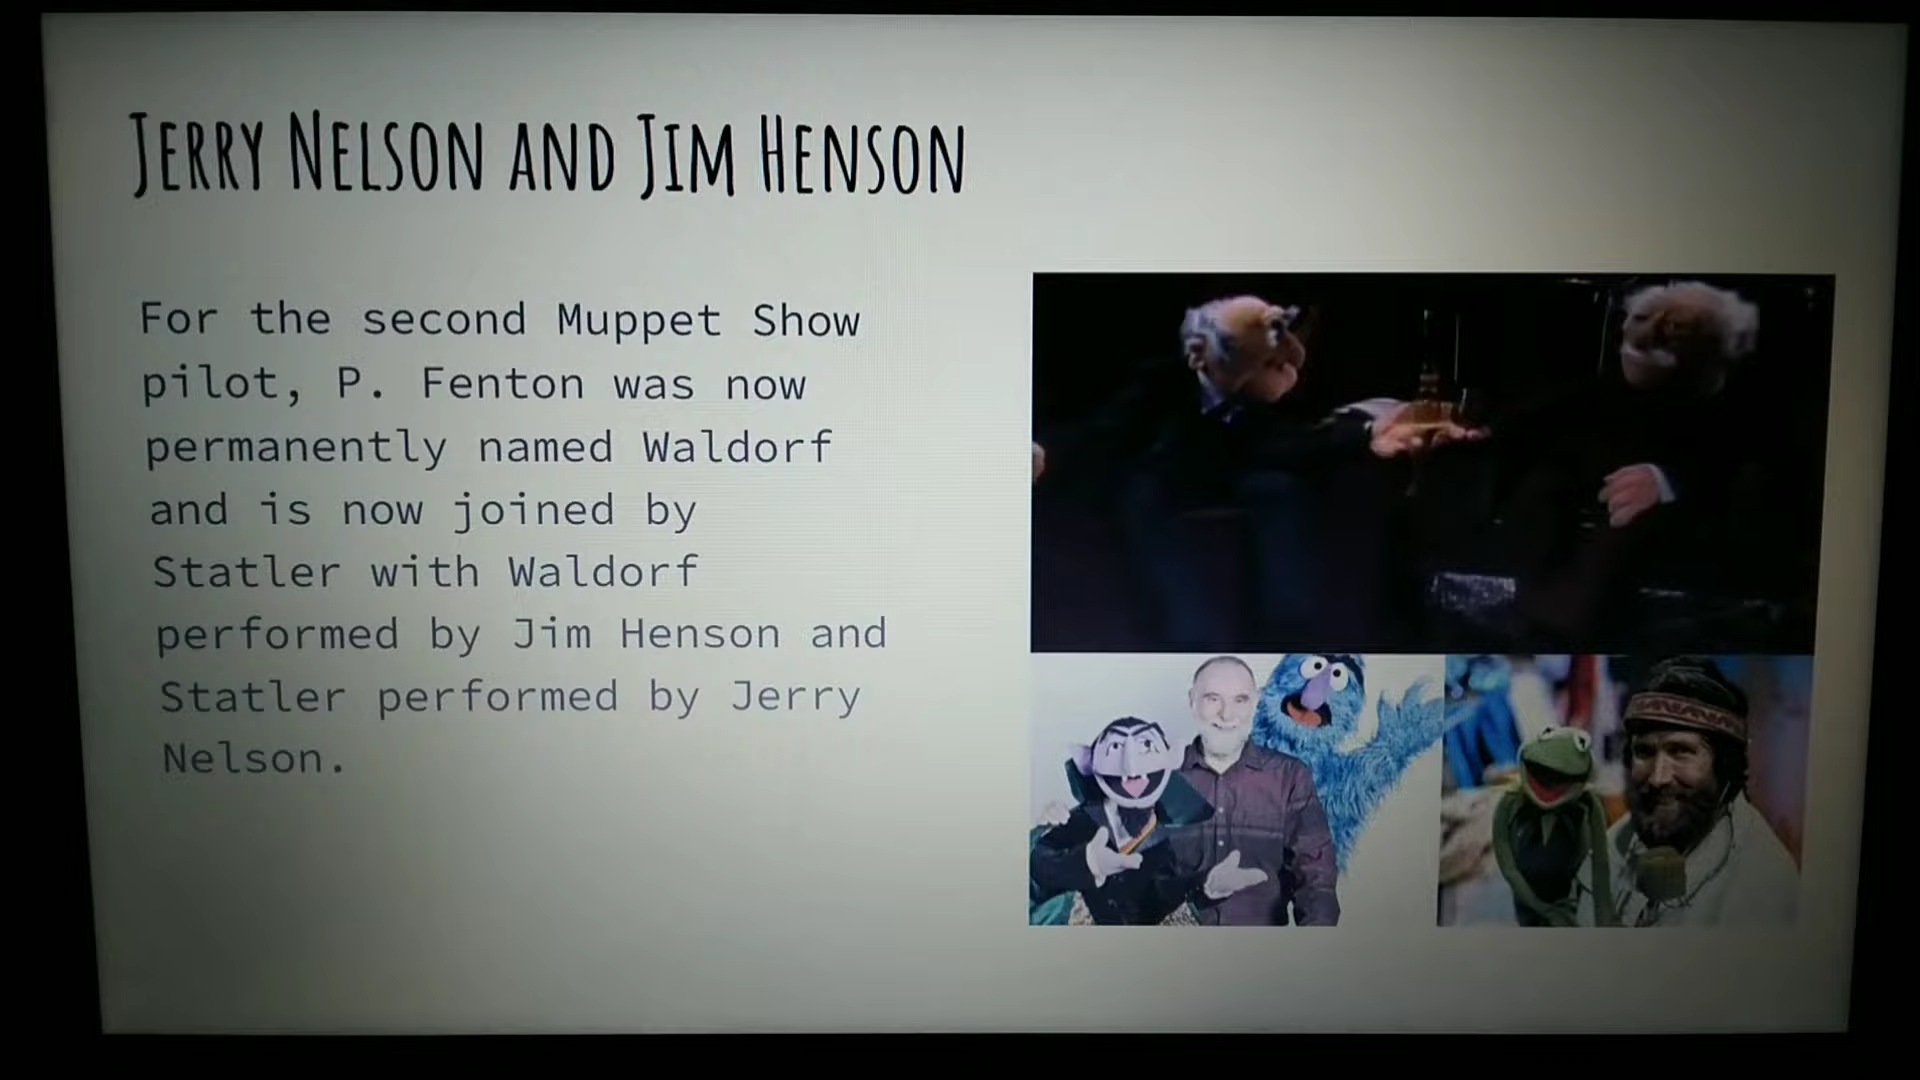 Jerry Nelson and Jim Henson
For the second Muppet Show
pilot, P. Fenton was now
permanently named Waldorf
and is now joined by
Statler with Waldorf
performed by Jim Henson and
Statler performed by Jerry
Nelson.